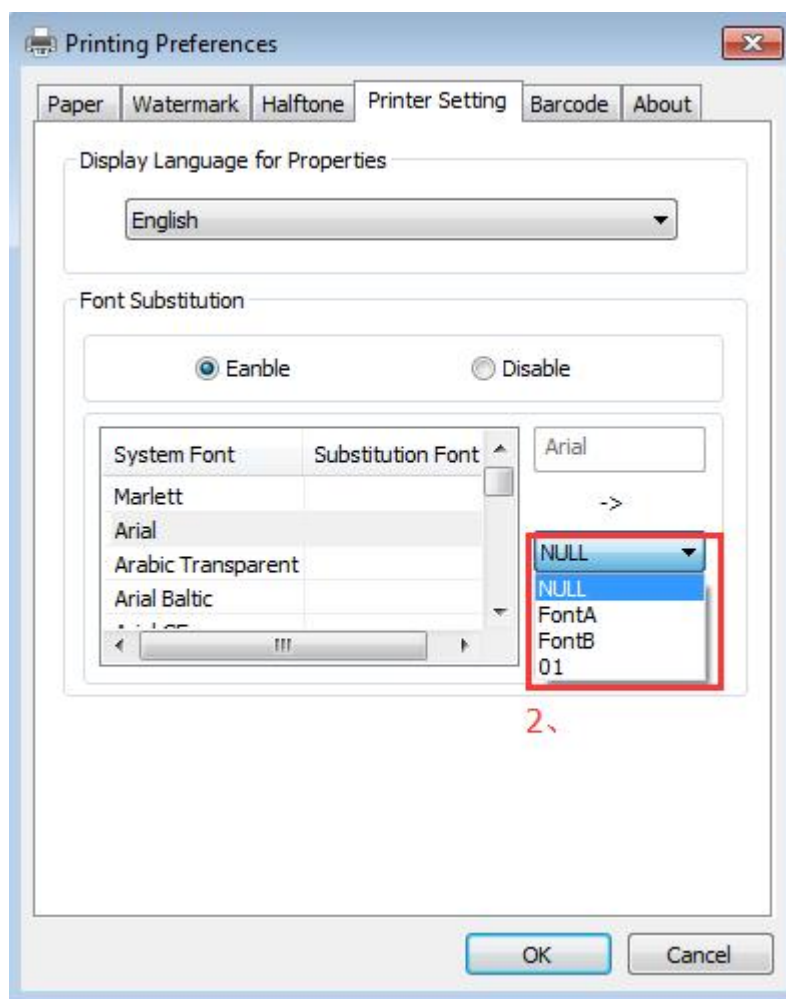 Printing Preferences
Paper Watermark Halftone Printer Setting Barcode About
Display Language for Properties
English
Font Substitution
Eanble Disable
System Font Substitution Font
Arial
Marlett
->
Arial
Arabic Transparent
NULL
Arial Baltic
NULL
FontA
FontB
01
2、
OK Cancel